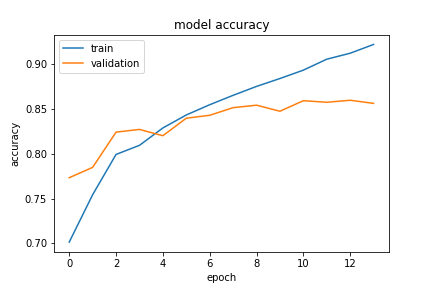 model accuracy
train
validation
accuracy
0.90
0.85
0.80
0.75
0.70
0 2 4 6 8 10 12
epoch